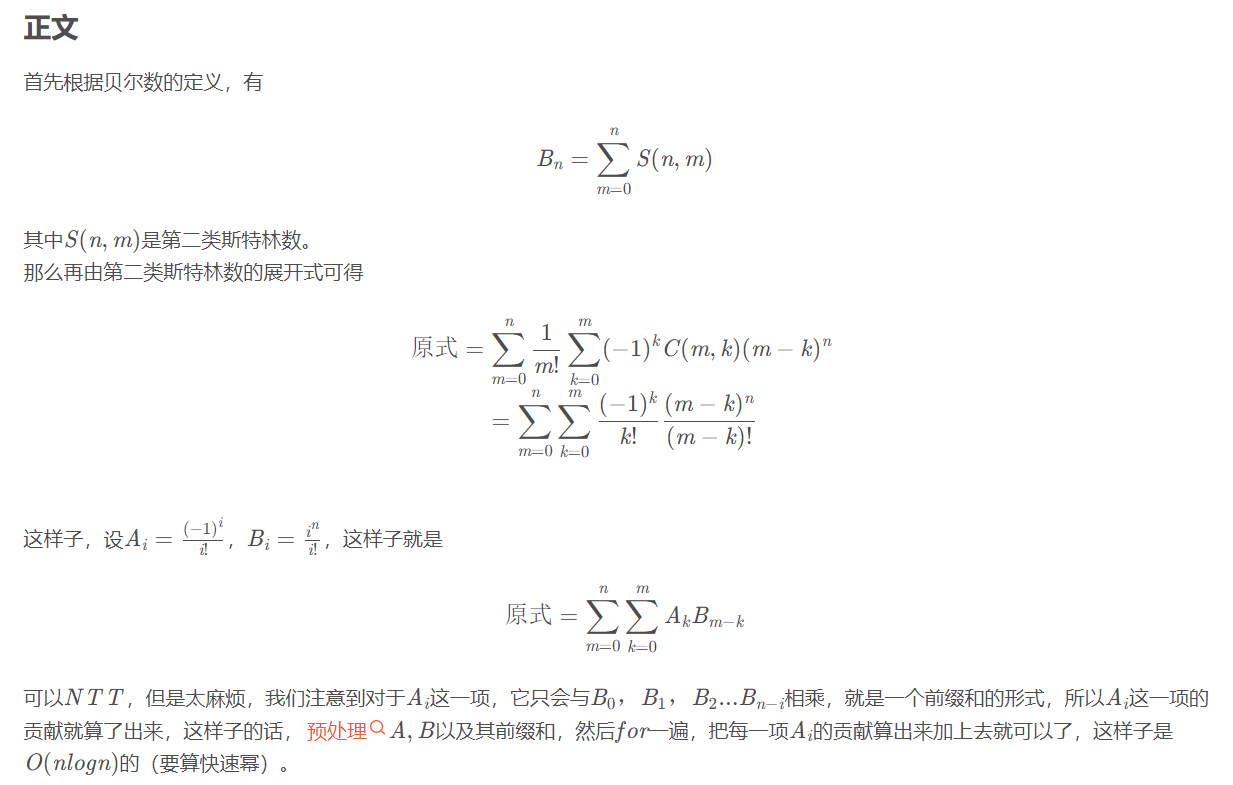 正文
首先根据贝尔数的定义，有
$B_n = \sum_{m=0}^{n} S(n, m)$
其中$S(n, m)$是第二类斯特林数。
那么再由第二类斯特林数的展开式可得
$原式 = \sum_{m=0}^{n} \frac{1}{m!} \sum_{k=0}^{m} (-1)^k C(m, k)(m - k)^n$
$= \sum_{m=0}^{n} \sum_{k=0}^{m} \frac{(-1)^k}{k!} \frac{(m - k)^n}{(m - k)!}$
这样子，设$A_i = \frac{(-1)^i}{i!}$，$B_i = \frac{i^n}{i!}$，这样子就是
$原式 = \sum_{m=0}^{n} \sum_{k=0}^{m} A_k B_{m-k}$
可以$NTT$，但是太麻烦，我们注意到对于$A_i$这一项，它只会与$B_0，B_1，B_2...B_{n-i}$相乘，就是一个前缀和的形式，所以$A_i$这一项的
贡献就算了出来，这样子的话，预处理$A, B$以及其前缀和，然后$for$一遍，把每一项$A_i$的贡献算出来加上去就可以了，这样子是
$O(nlogn)$的（要算快速幂）。